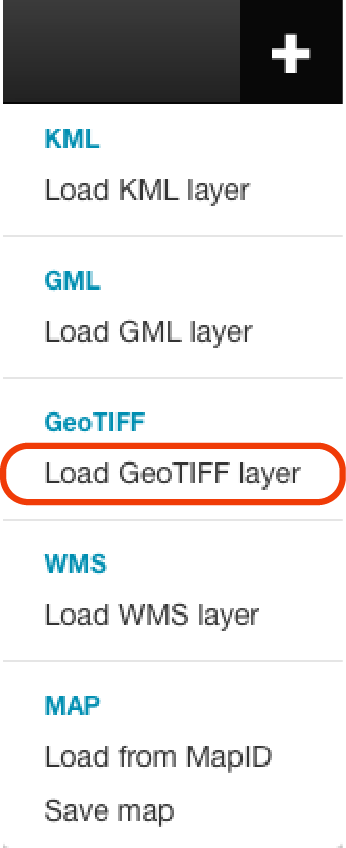 KML
Load KML layer
GML
Load GML layer
GeoTIFF
Load GeoTIFF layer
WMS
Load WMS layer
MAP
Load from MapID
Save map